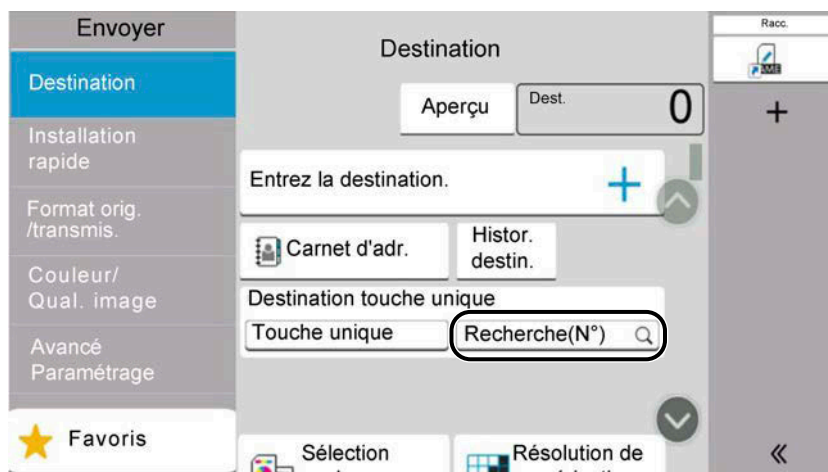 Envoyer
Destination
Installation
rapide
Format orig.
/transmis.
Couleur/
Qual. image
Avancé
Paramétrage
Favoris
Destination
Aperçu
Dest.
0
Entrez la destination.
Carnet d'adr.
Histor.
destin.
Destination touche unique
Touche unique
Recherche(N°)
Sélection
Résolution de
Racc.